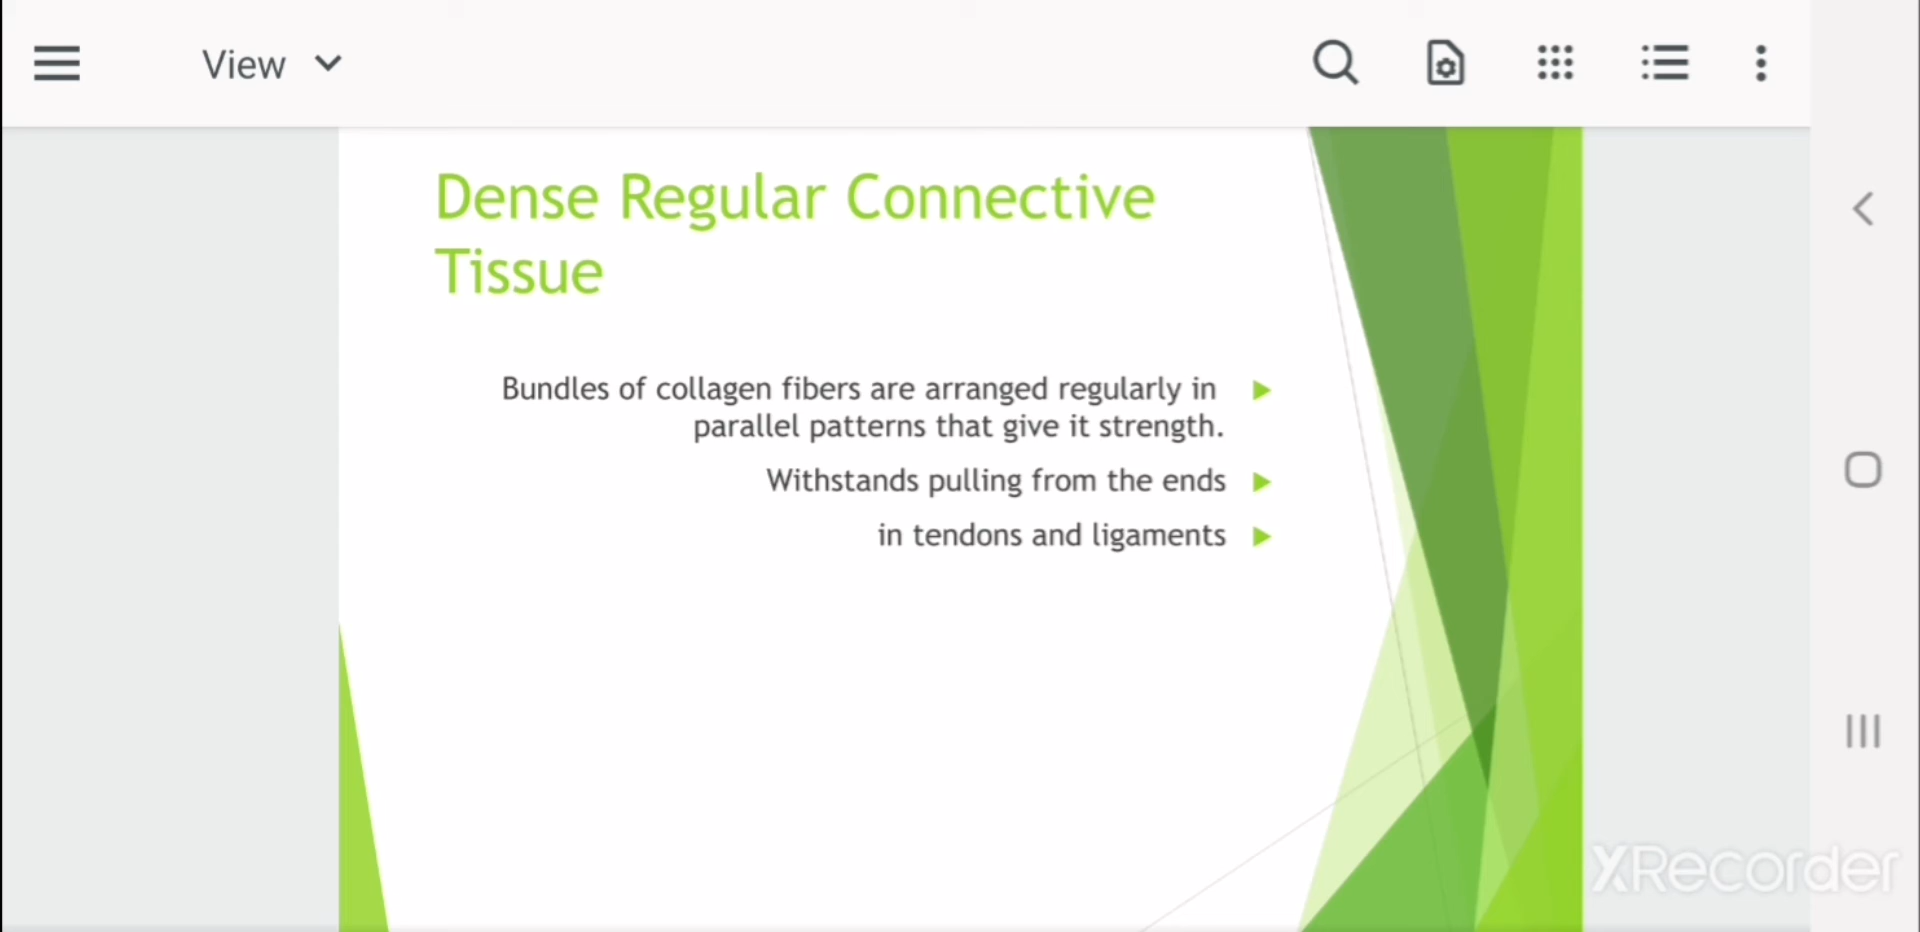 View
Dense Regular Connective
Tissue
Bundles of collagen fibers are arranged regularly in
parallel patterns that give it strength.
Withstands pulling from the ends
in tendons and ligaments
XRecorder